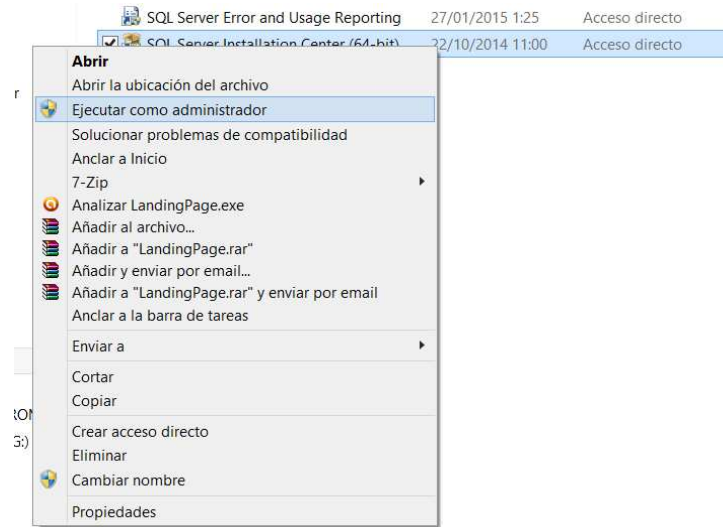 SQL Server Error and Usage Reporting 27/01/2015 1:25 Acceso directo
SQL Server Installation Center (64-bit) 22/10/2014 11:00 Acceso directo
Abrir
Abrir la ubicación del archivo
r
Ejecutar como administrador
Solucionar problemas de compatibilidad
Anclar a Inicio
7-Zip
Analizar LandingPage.exe
Añadir al archivo...
Añadir a "LandingPage.rar"
Añadir y enviar por email...
Añadir a "LandingPage.rar" y enviar por email
Anclar a la barra de tareas
Enviar a
Cortar
Copiar
Crear acceso directo
G:)
Eliminar
Cambiar nombre
Propiedades